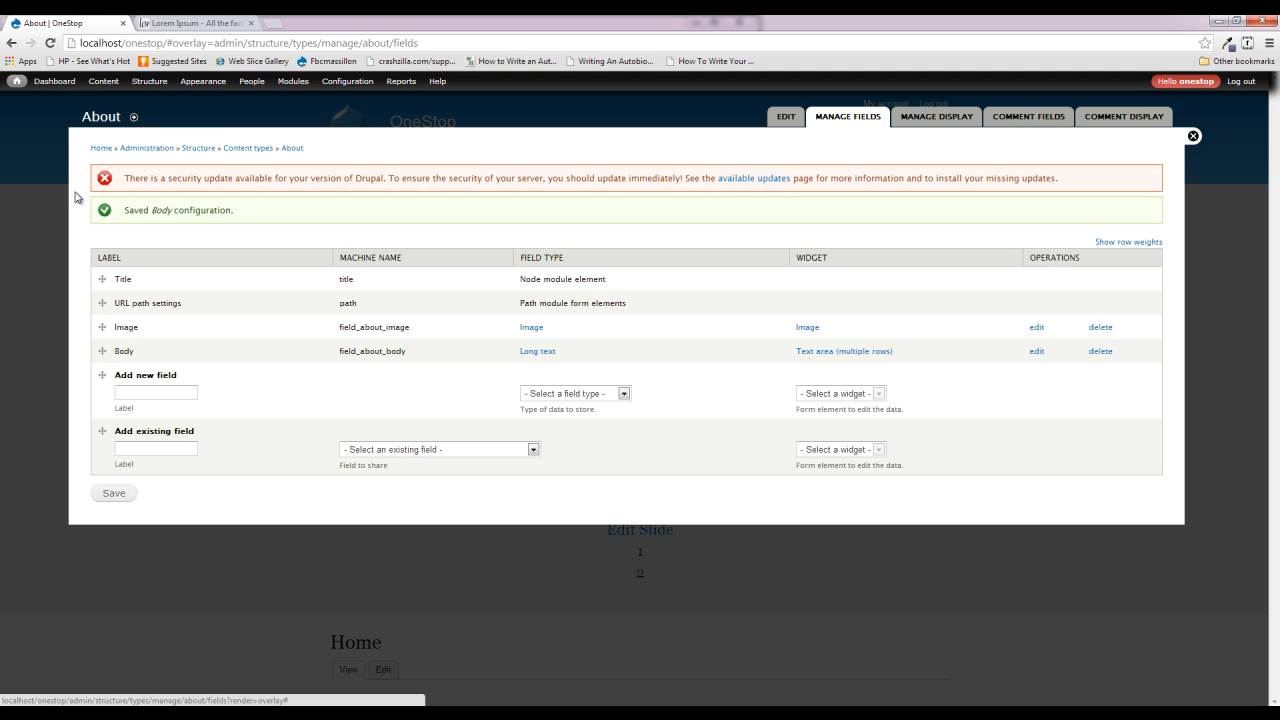 About | OneStop
Lorem Ipsum - All the fac
localhost/onestop/#overlay=admin/structure/types/manage/about/fields
Apps HP - See What's Hot Suggested Sites Web Slice Gallery Fbcmassillon crashzilla.com/supp... How to Write an Aut... Writing An Autobio... How To Write Your ... Other bookmarks
Dashboard Content Structure Appearance People Modules Configuration Reports Help Hello onestop Log out
My account Log out
About
OneStop
EDIT MANAGE FIELDS MANAGE DISPLAY COMMENT FIELDS COMMENT DISPLAY
Home » Administration » Structure » Content types » About
There is a security update available for your version of Drupal. To ensure the security of your server, you should update immediately! See the available updates page for more information and to install your missing updates.
Saved Body configuration.
Show row weights
LABEL MACHINE NAME FIELD TYPE WIDGET OPERATIONS
Title title Node module element
URL path settings path Path module form elements
Image field_about_image Image Image edit delete
Body field_about_body Long text Text area (multiple rows) edit delete
Add new field
- Select a field type - - Select a widget -
Label Type of data to store. Form element to edit the data.
Add existing field
- Select an existing field - - Select a widget -
Label Field to share Form element to edit the data.
Save
Edit Slide
1
2
Home
View Edit
localhost/onestop/admin/structure/types/manage/about/fields?render=overlay#